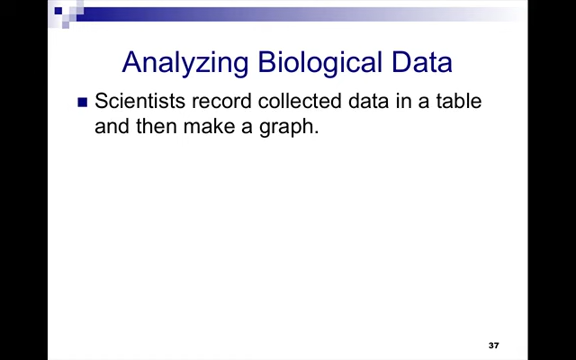 Analyzing Biological Data
Scientists record collected data in a table
and then make a graph.
37